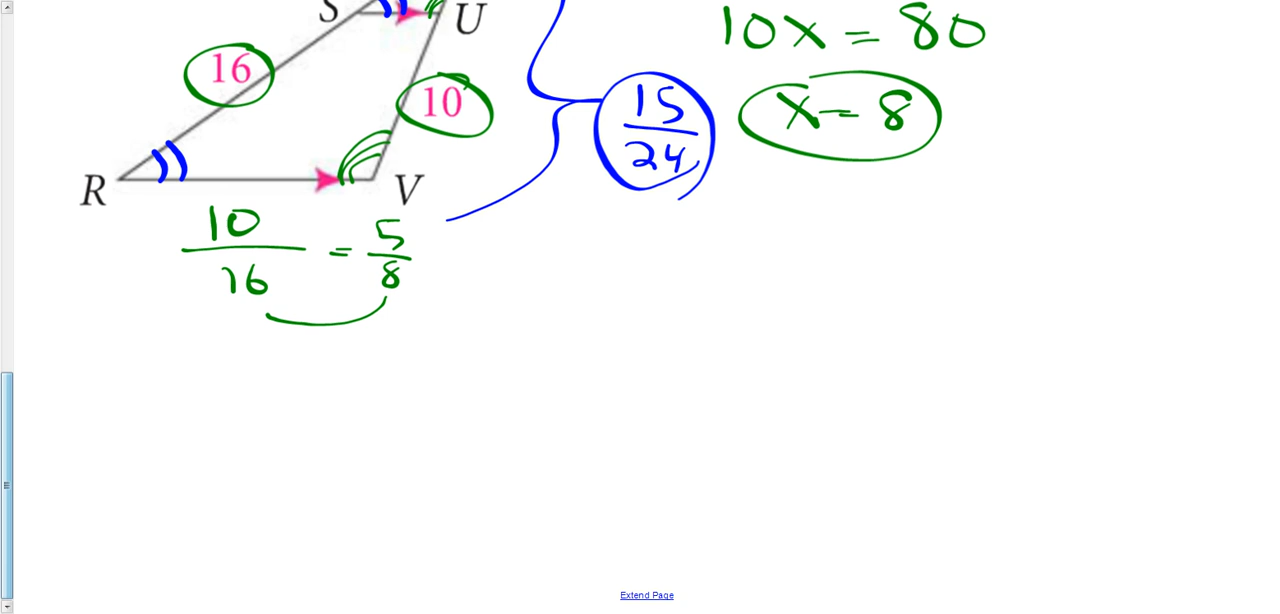 S U
10x = 80
16
10
15/24
x = 8
R V
10/16 = 5/8
Extend Page